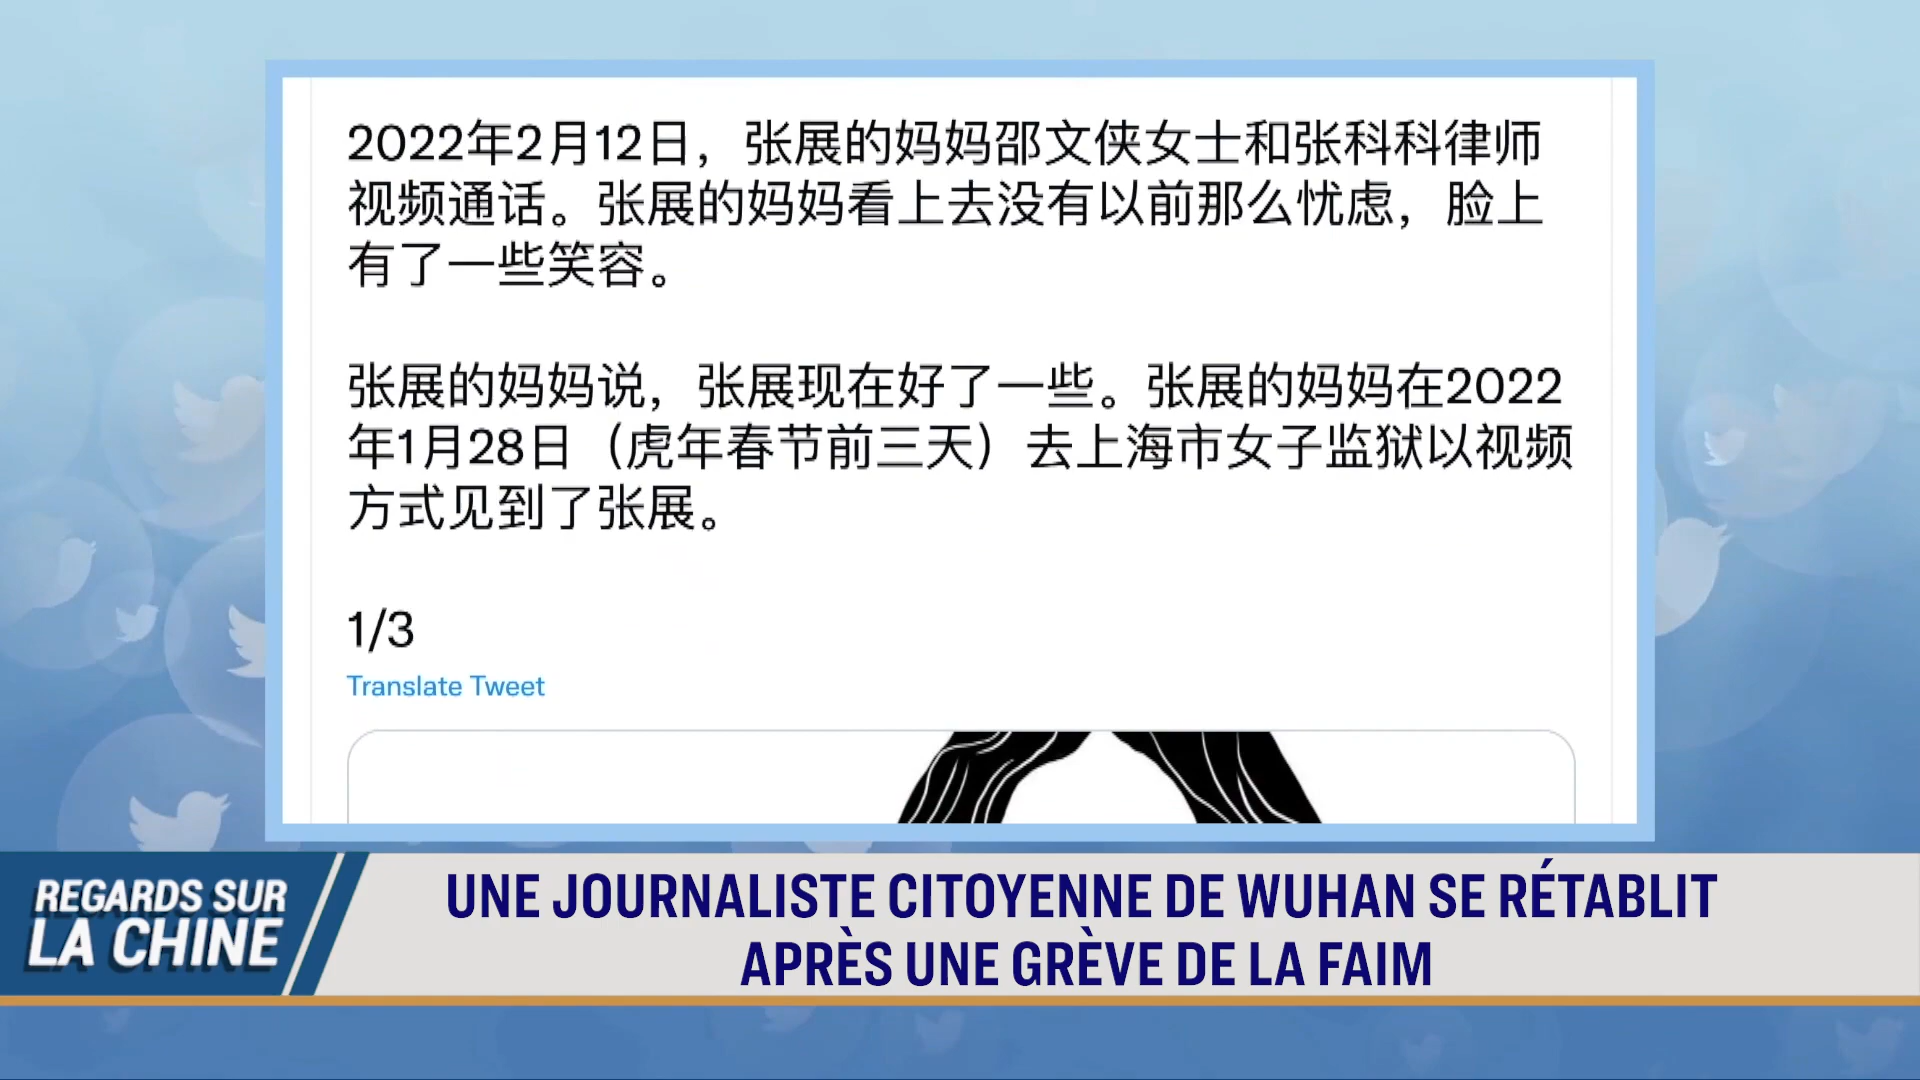 2022年2月12日，张展的妈妈邵文侠女士和张科科律师
视频通话。张展的妈妈看上去没有以前那么忧虑，脸上
有了一些笑容。
张展的妈妈说，张展现在好了一些。张展的妈妈在2022
年1月28日（虎年春节前三天）去上海市女子监狱以视频
方式见到了张展。
1/3
Translate Tweet
REGARDS SUR
LA CHINE
UNE JOURNALISTE CITOYENNE DE WUHAN SE RÉTABLIT
APRÈS UNE GRÈVE DE LA FAIM